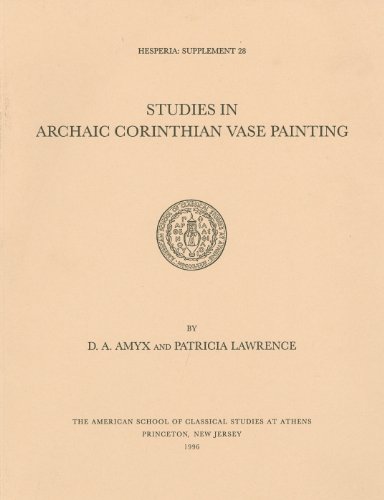 HESPERIA: SUPPLEMENT 28
STUDIES IN
ARCHAIC CORINTHIAN VASE PAINTING
BY
D. A. AMYX AND PATRICIA LAWRENCE
THE AMERICAN SCHOOL OF CLASSICAL STUDIES AT ATHENS
PRINCETON, NEW JERSEY
1996